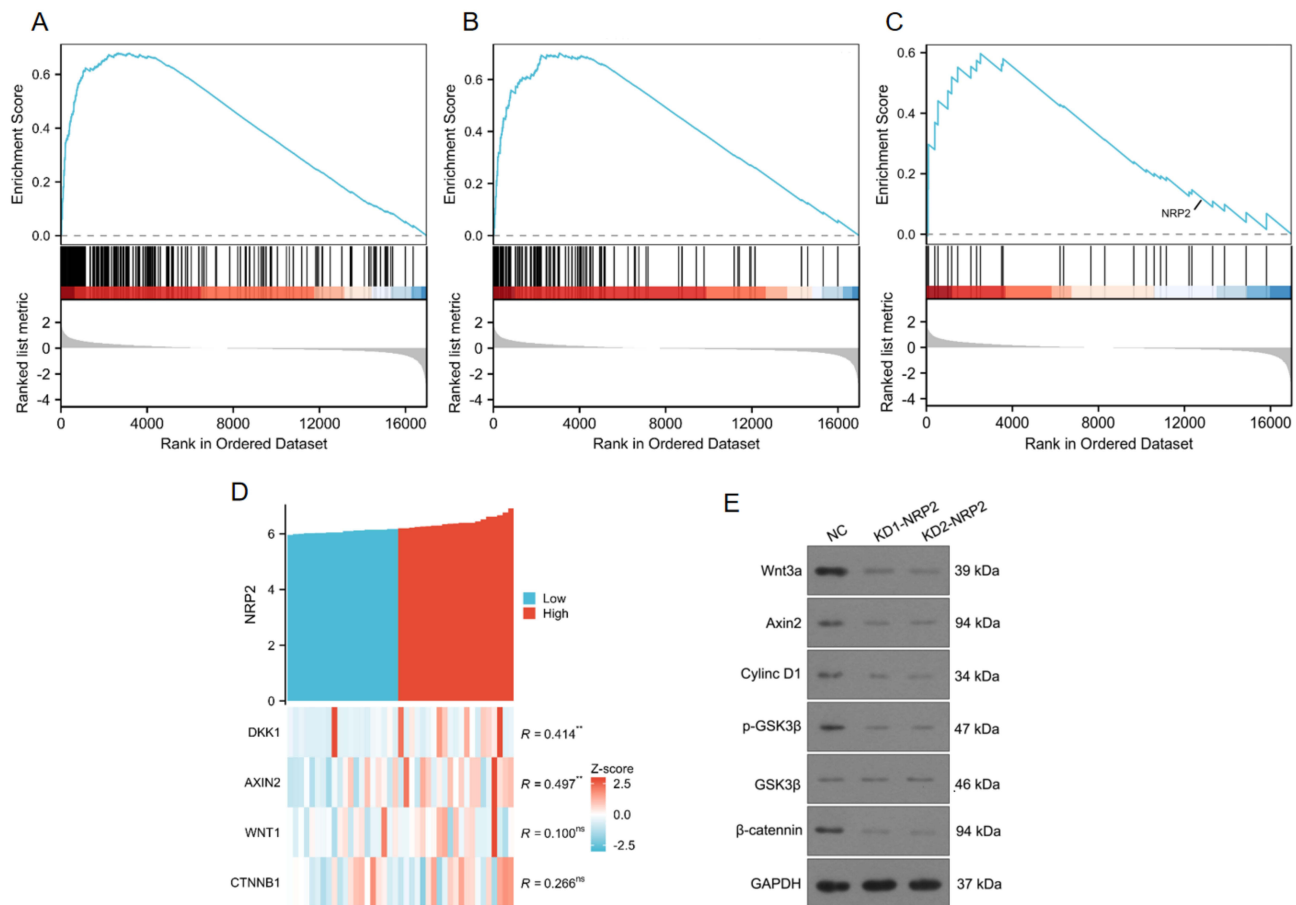 A
B
C
Enrichment Score
0.6
0.4
0.2
0.0
Ranked list metric
2
0
-2
-4
0 4000 8000 12000 16000
Rank in Ordered Dataset
Enrichment Score
0.6
0.4
0.2
0.0
Ranked list metric
2
0
-2
-4
0 4000 8000 12000 16000
Rank in Ordered Dataset
Enrichment Score
0.6
0.4
0.2
0.0
NRP2
Ranked list metric
2
0
-2
-4
0 4000 8000 12000 16000
Rank in Ordered Dataset
D
NRP2
6
4
2
0
Low
High
DKK1 R = 0.414**
AXIN2 R = 0.497**
WNT1 R = 0.100ns
CTNNB1 R = 0.266ns
Z-score
2.5
0.0
-2.5
E
NC KD1-NRP2 KD2-NRP2
Wnt3a 39 kDa
Axin2 94 kDa
Cylinc D1 34 kDa
p-GSK3β 47 kDa
GSK3β 46 kDa
β-catennin 94 kDa
GAPDH 37 kDa